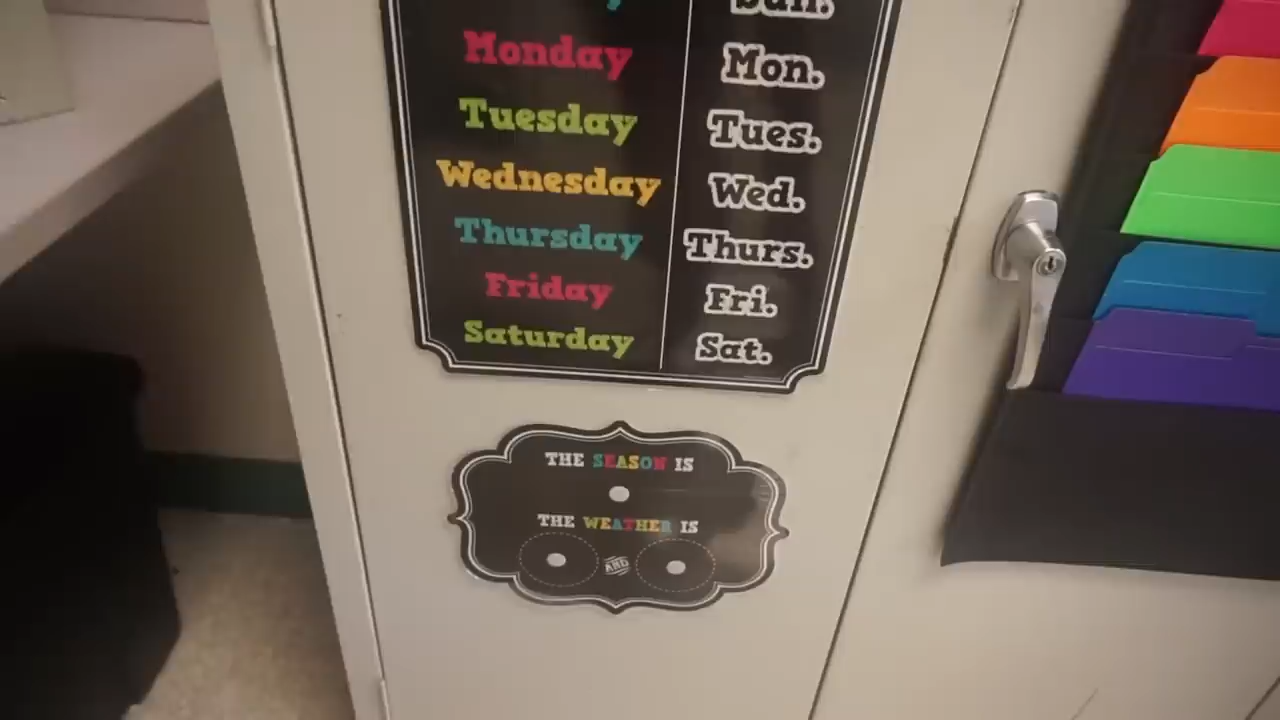 Sun.
Monday Mon.
Tuesday Tues.
Wednesday Wed.
Thursday Thurs.
Friday Fri.
Saturday Sat.
THE SEASON IS
THE WEATHER IS
AND